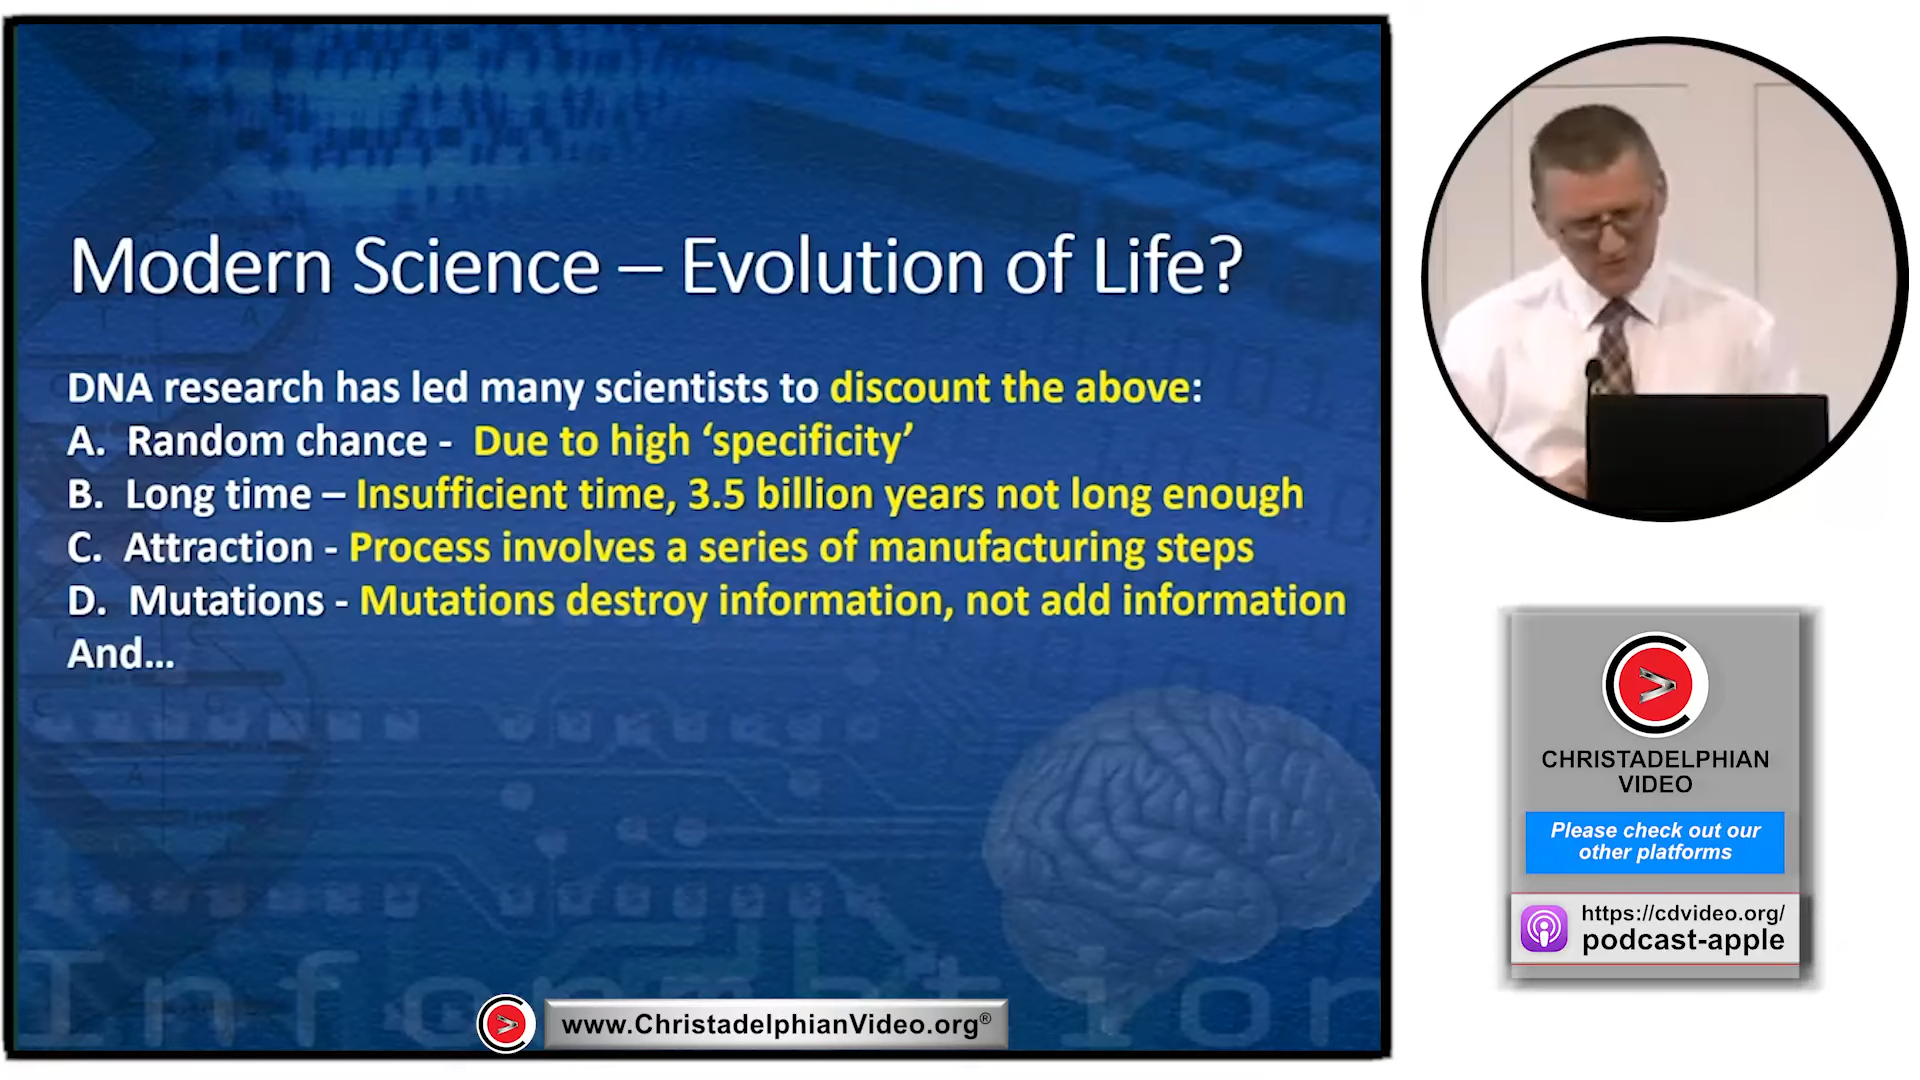 Modern Science – Evolution of Life?
DNA research has led many scientists to discount the above:
A. Random chance - Due to high ‘specificity’
B. Long time – Insufficient time, 3.5 billion years not long enough
C. Attraction - Process involves a series of manufacturing steps
D. Mutations - Mutations destroy information, not add information
And...
Information
www.ChristadelphianVideo.org®
CHRISTADELPHIAN
VIDEO
Please check out our
other platforms
https://cdvideo.org/
podcast-apple